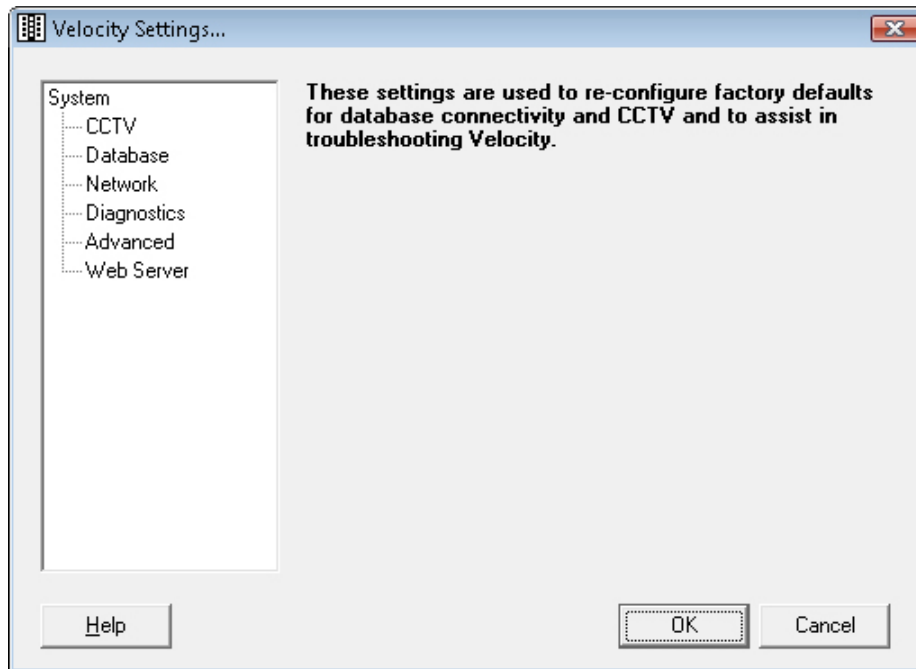 Velocity Settings...
System
CCTV
Database
Network
Diagnostics
Advanced
Web Server
These settings are used to re-configure factory defaults
for database connectivity and CCTV and to assist in
troubleshooting Velocity.
Help
OK
Cancel